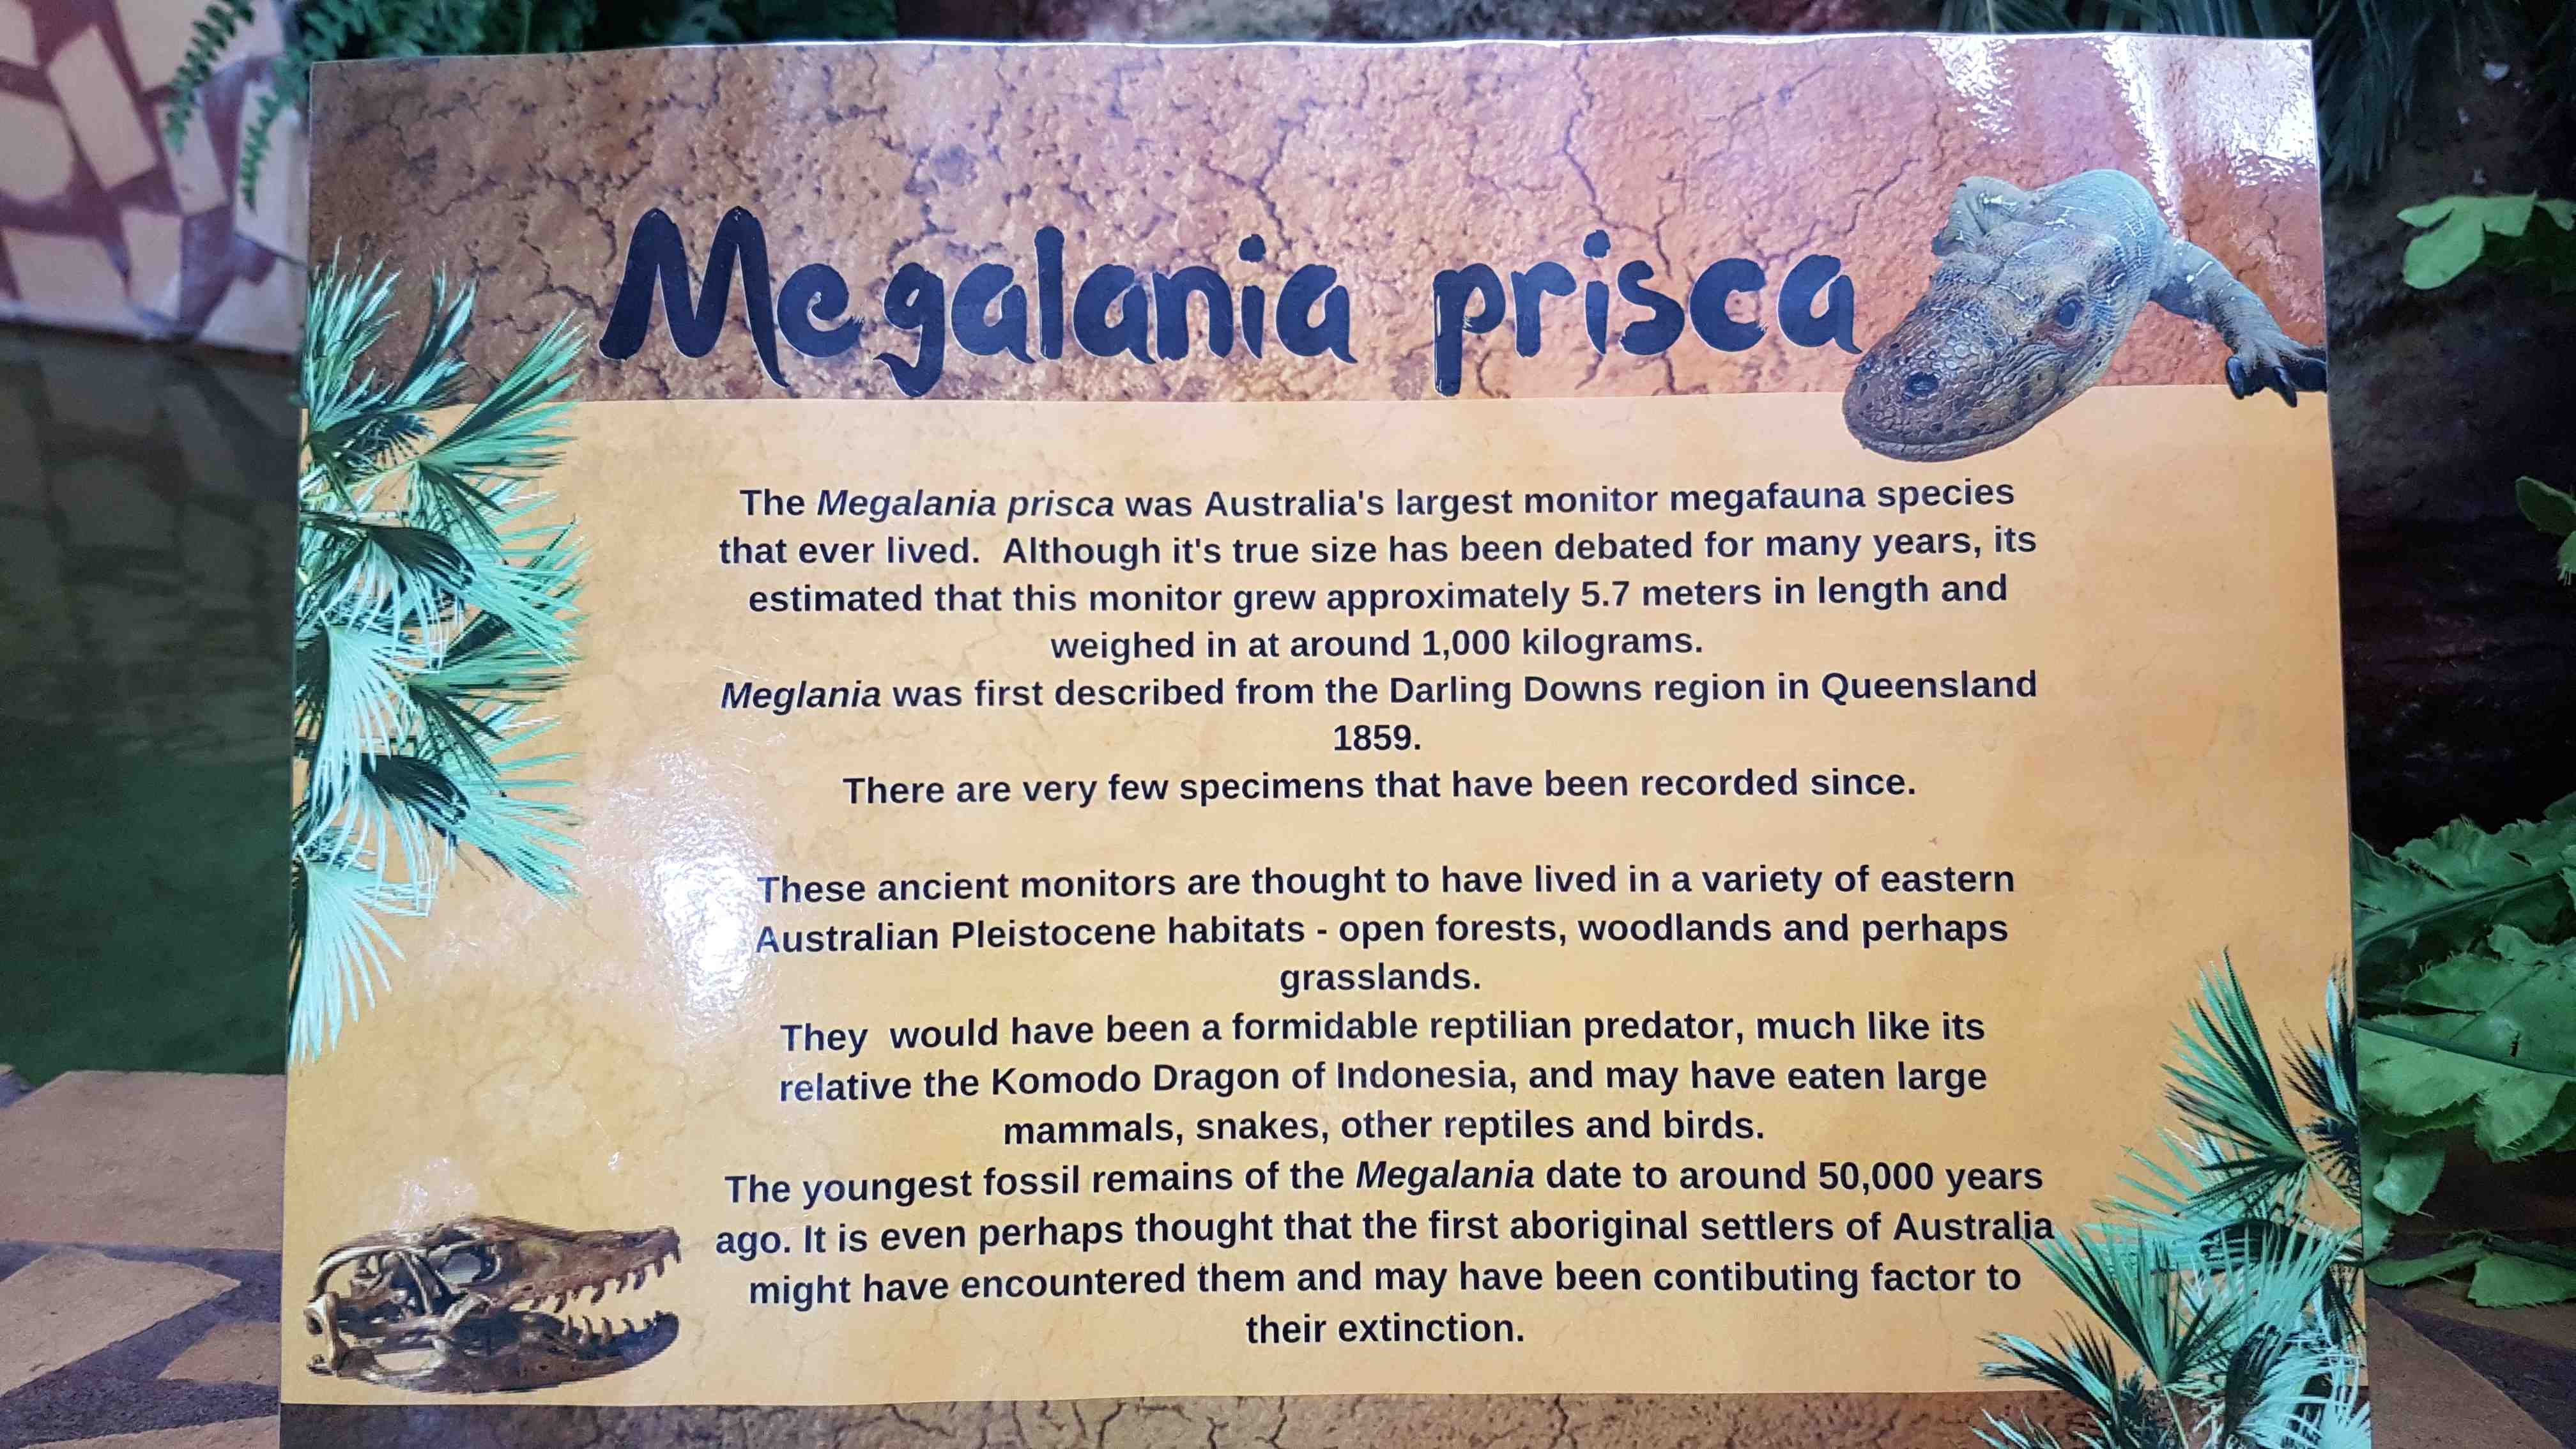 Megalania prisca
The Megalania prisca was Australia's largest monitor megafauna species
that ever lived.  Although it's true size has been debated for many years, its
estimated that this monitor grew approximately 5.7 meters in length and
weighed in at around 1,000 kilograms.
Meglania was first described from the Darling Downs region in Queensland
1859.
There are very few specimens that have been recorded since.
These ancient monitors are thought to have lived in a variety of eastern
Australian Pleistocene habitats - open forests, woodlands and perhaps
grasslands.
They  would have been a formidable reptilian predator, much like its
relative the Komodo Dragon of Indonesia, and may have eaten large
mammals, snakes, other reptiles and birds.
The youngest fossil remains of the Megalania date to around 50,000 years
ago. It is even perhaps thought that the first aboriginal settlers of Australia
might have encountered them and may have been contibuting factor to
their extinction.